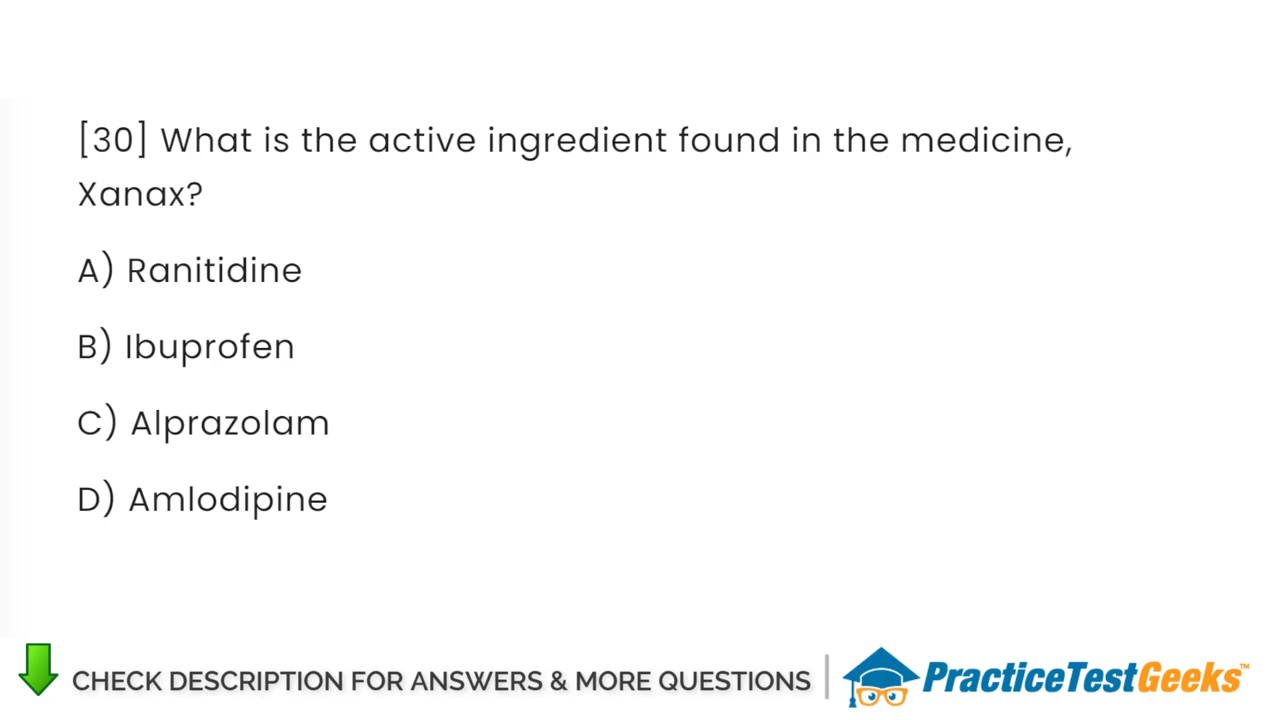 [30] What is the active ingredient found in the medicine,
Xanax?
A) Ranitidine
B) Ibuprofen
C) Alprazolam
D) Amlodipine
CHECK DESCRIPTION FOR ANSWERS & MORE QUESTIONS
PracticeTestGeeks™